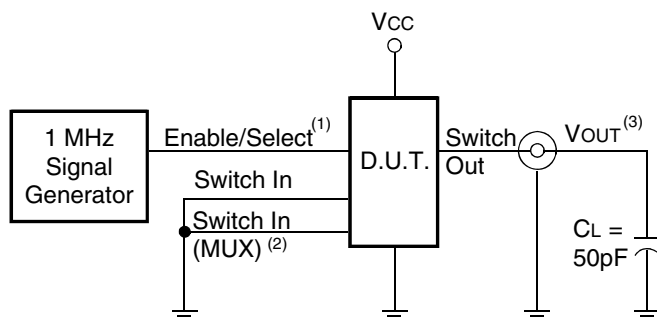 VCC
1 MHz
Signal
Generator
Enable/Select(1)
Switch In
Switch In
(MUX) (2)
D.U.T.
Switch
Out
VOUT(3)
CL =
50pF